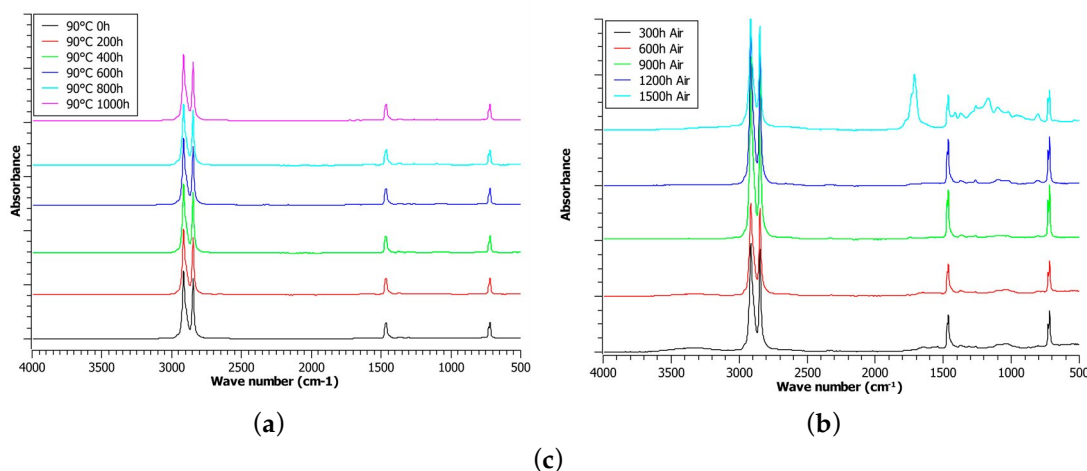 90°C 0h
90°C 200h
90°C 400h
90°C 600h
90°C 800h
90°C 1000h
Absorbance
4000 3500 3000 2500 2000 1500 1000 500
Wave number (cm-1)
(a)
300h Air
600h Air
900h Air
1200h Air
1500h Air
Absorbance
4000 3500 3000 2500 2000 1500 1000 500
Wave number (cm⁻¹)
(b)
(c)